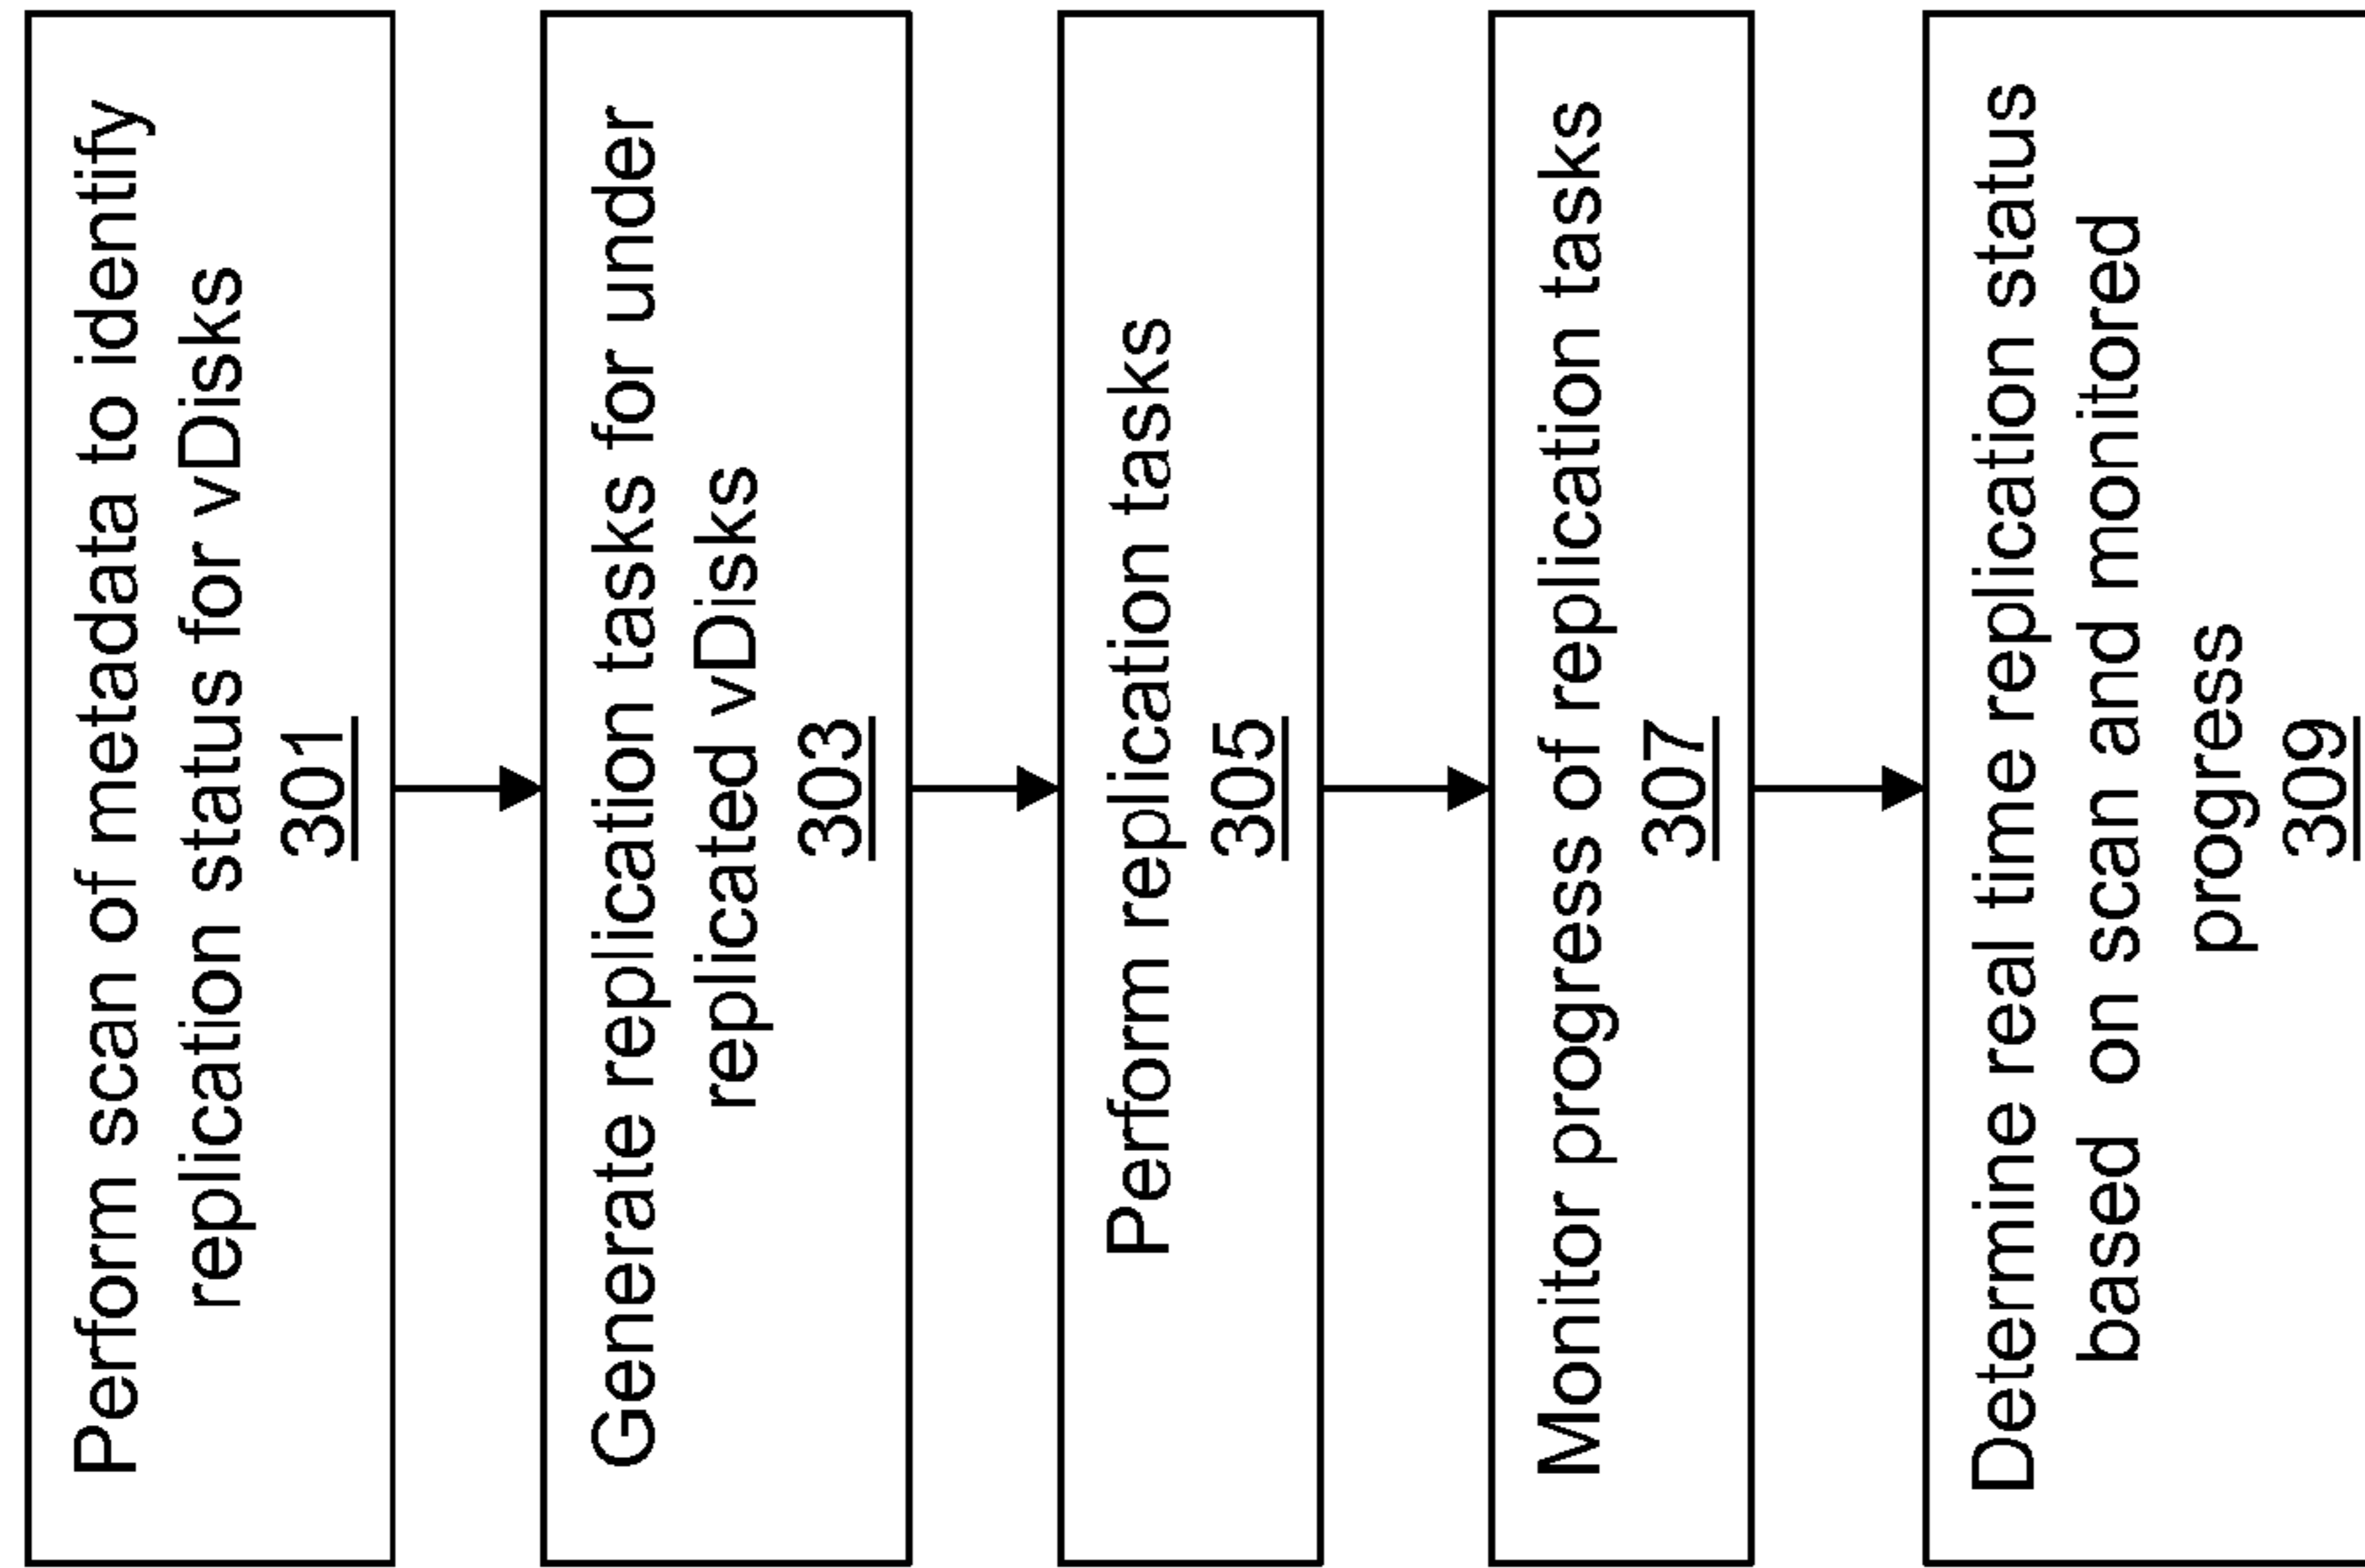 Perform scan of metadata to identify
replication status for vDisks
301
Generate replication tasks for under
replicated vDisks
303
Perform replication tasks
305
Monitor progress of replication tasks
307
Determine real time replication status
based on scan and monitored
progress
309